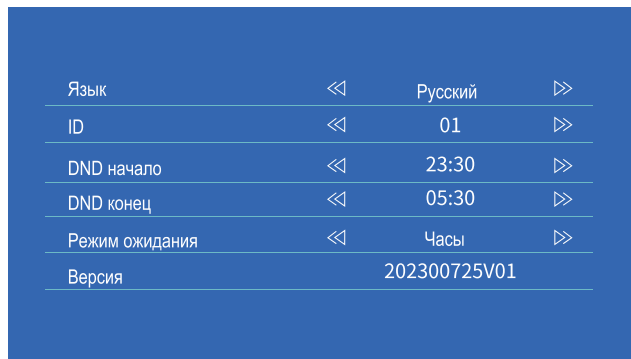 Язык Русский
ID 01
DND начало 23:30
DND конец 05:30
Режим ожидания Часы
Версия 202300725V01